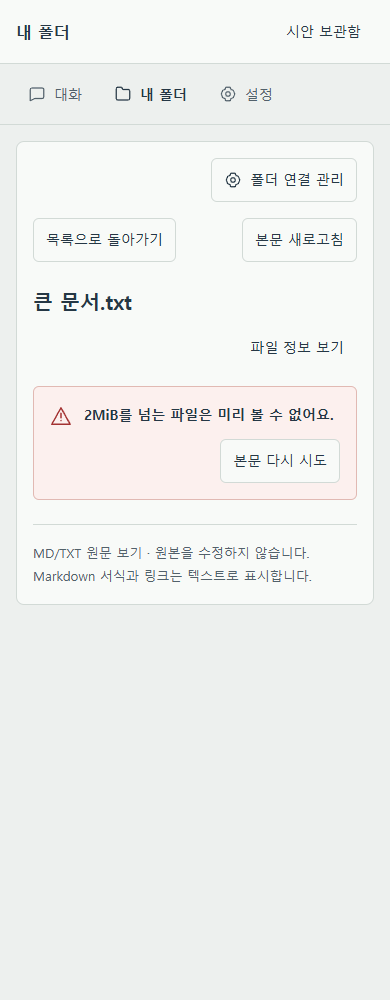 내 폴더
시안 보관함
대화
내 폴더
설정
폴더 연결 관리
목록으로 돌아가기
본문 새로고침
큰 문서.txt
파일 정보 보기
2MiB를 넘는 파일은 미리 볼 수 없어요.
본문 다시 시도
MD/TXT 원문 보기 · 원본을 수정하지 않습니다.
Markdown 서식과 링크는 텍스트로 표시합니다.